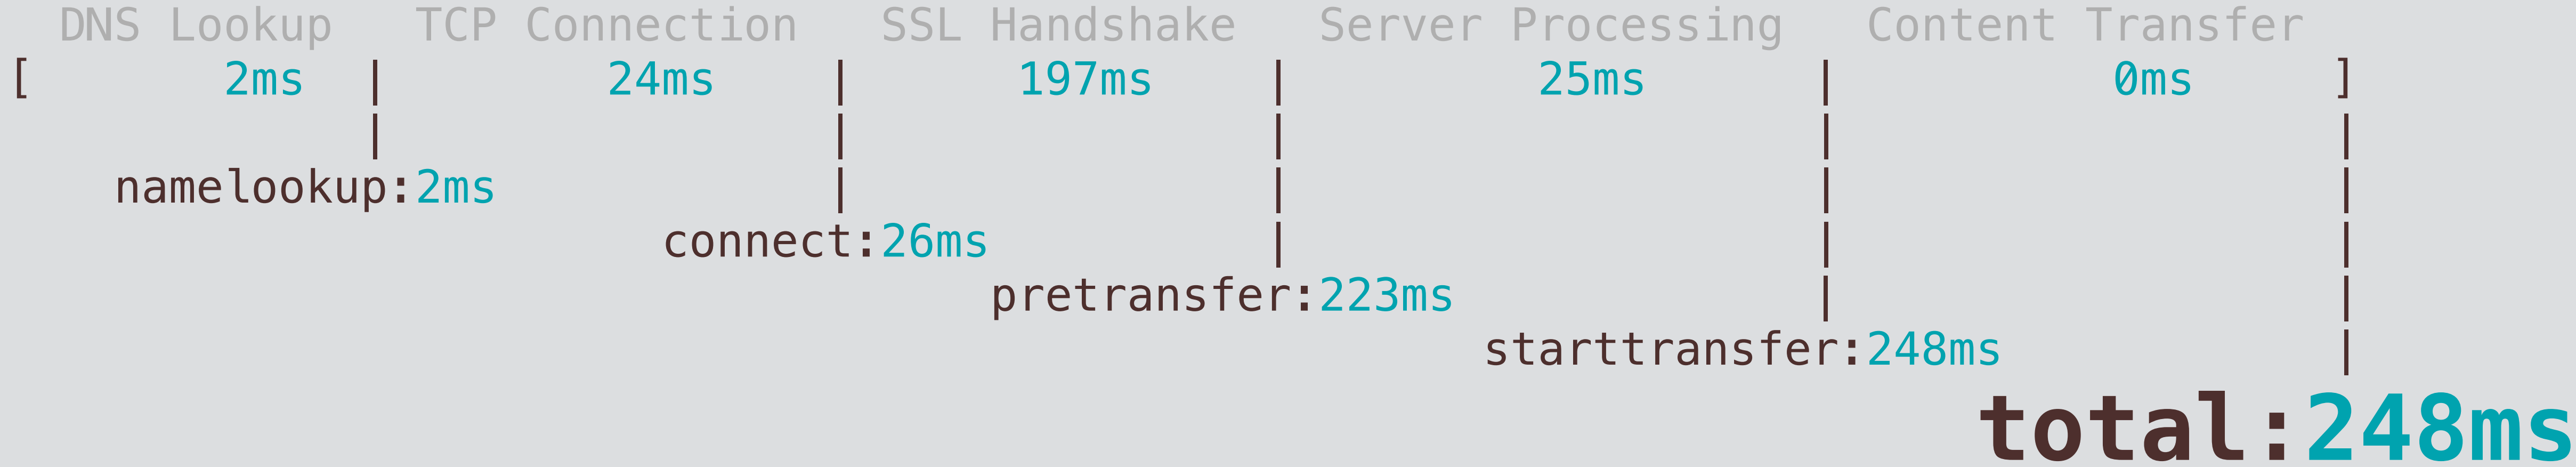 DNS Lookup TCP Connection SSL Handshake Server Processing Content Transfer
[ 2ms | 24ms | 197ms | 25ms | 0ms ]
| | | | |
namelookup:2ms | | | |
connect:26ms | | |
pretransfer:223ms | |
starttransfer:248ms |
total:248ms